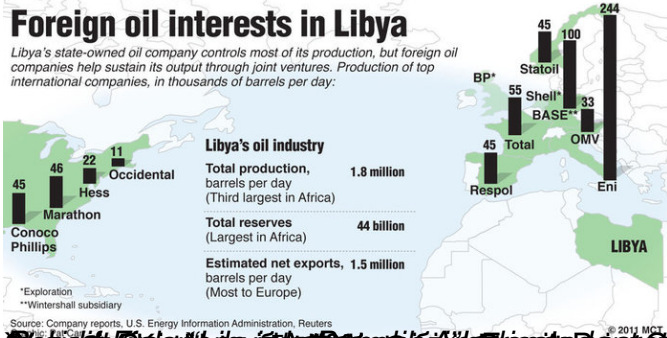 Foreign oil interests in Libya
Libya's state-owned oil company controls most of its production, but foreign oil
companies help sustain its output through joint ventures. Production of top
international companies, in thousands of barrels per day:
45
Conoco
Phillips
46
Marathon
22
Hess
11
Occidental
Libya's oil industry
Total production, 1.8 million
barrels per day
(Third largest in Africa)
Total reserves 44 billion
(Largest in Africa)
Estimated net exports, 1.5 million
barrels per day
(Most to Europe)
BP*
45
Statoil
100
Shell*
BASE**
55
Total
33
OMV
45
Respol
244
Eni
LIBYA
*Exploration
**Wintershall subsidiary
Source: Company reports, U.S. Energy Information Administration, Reuters
© 2011 MCT